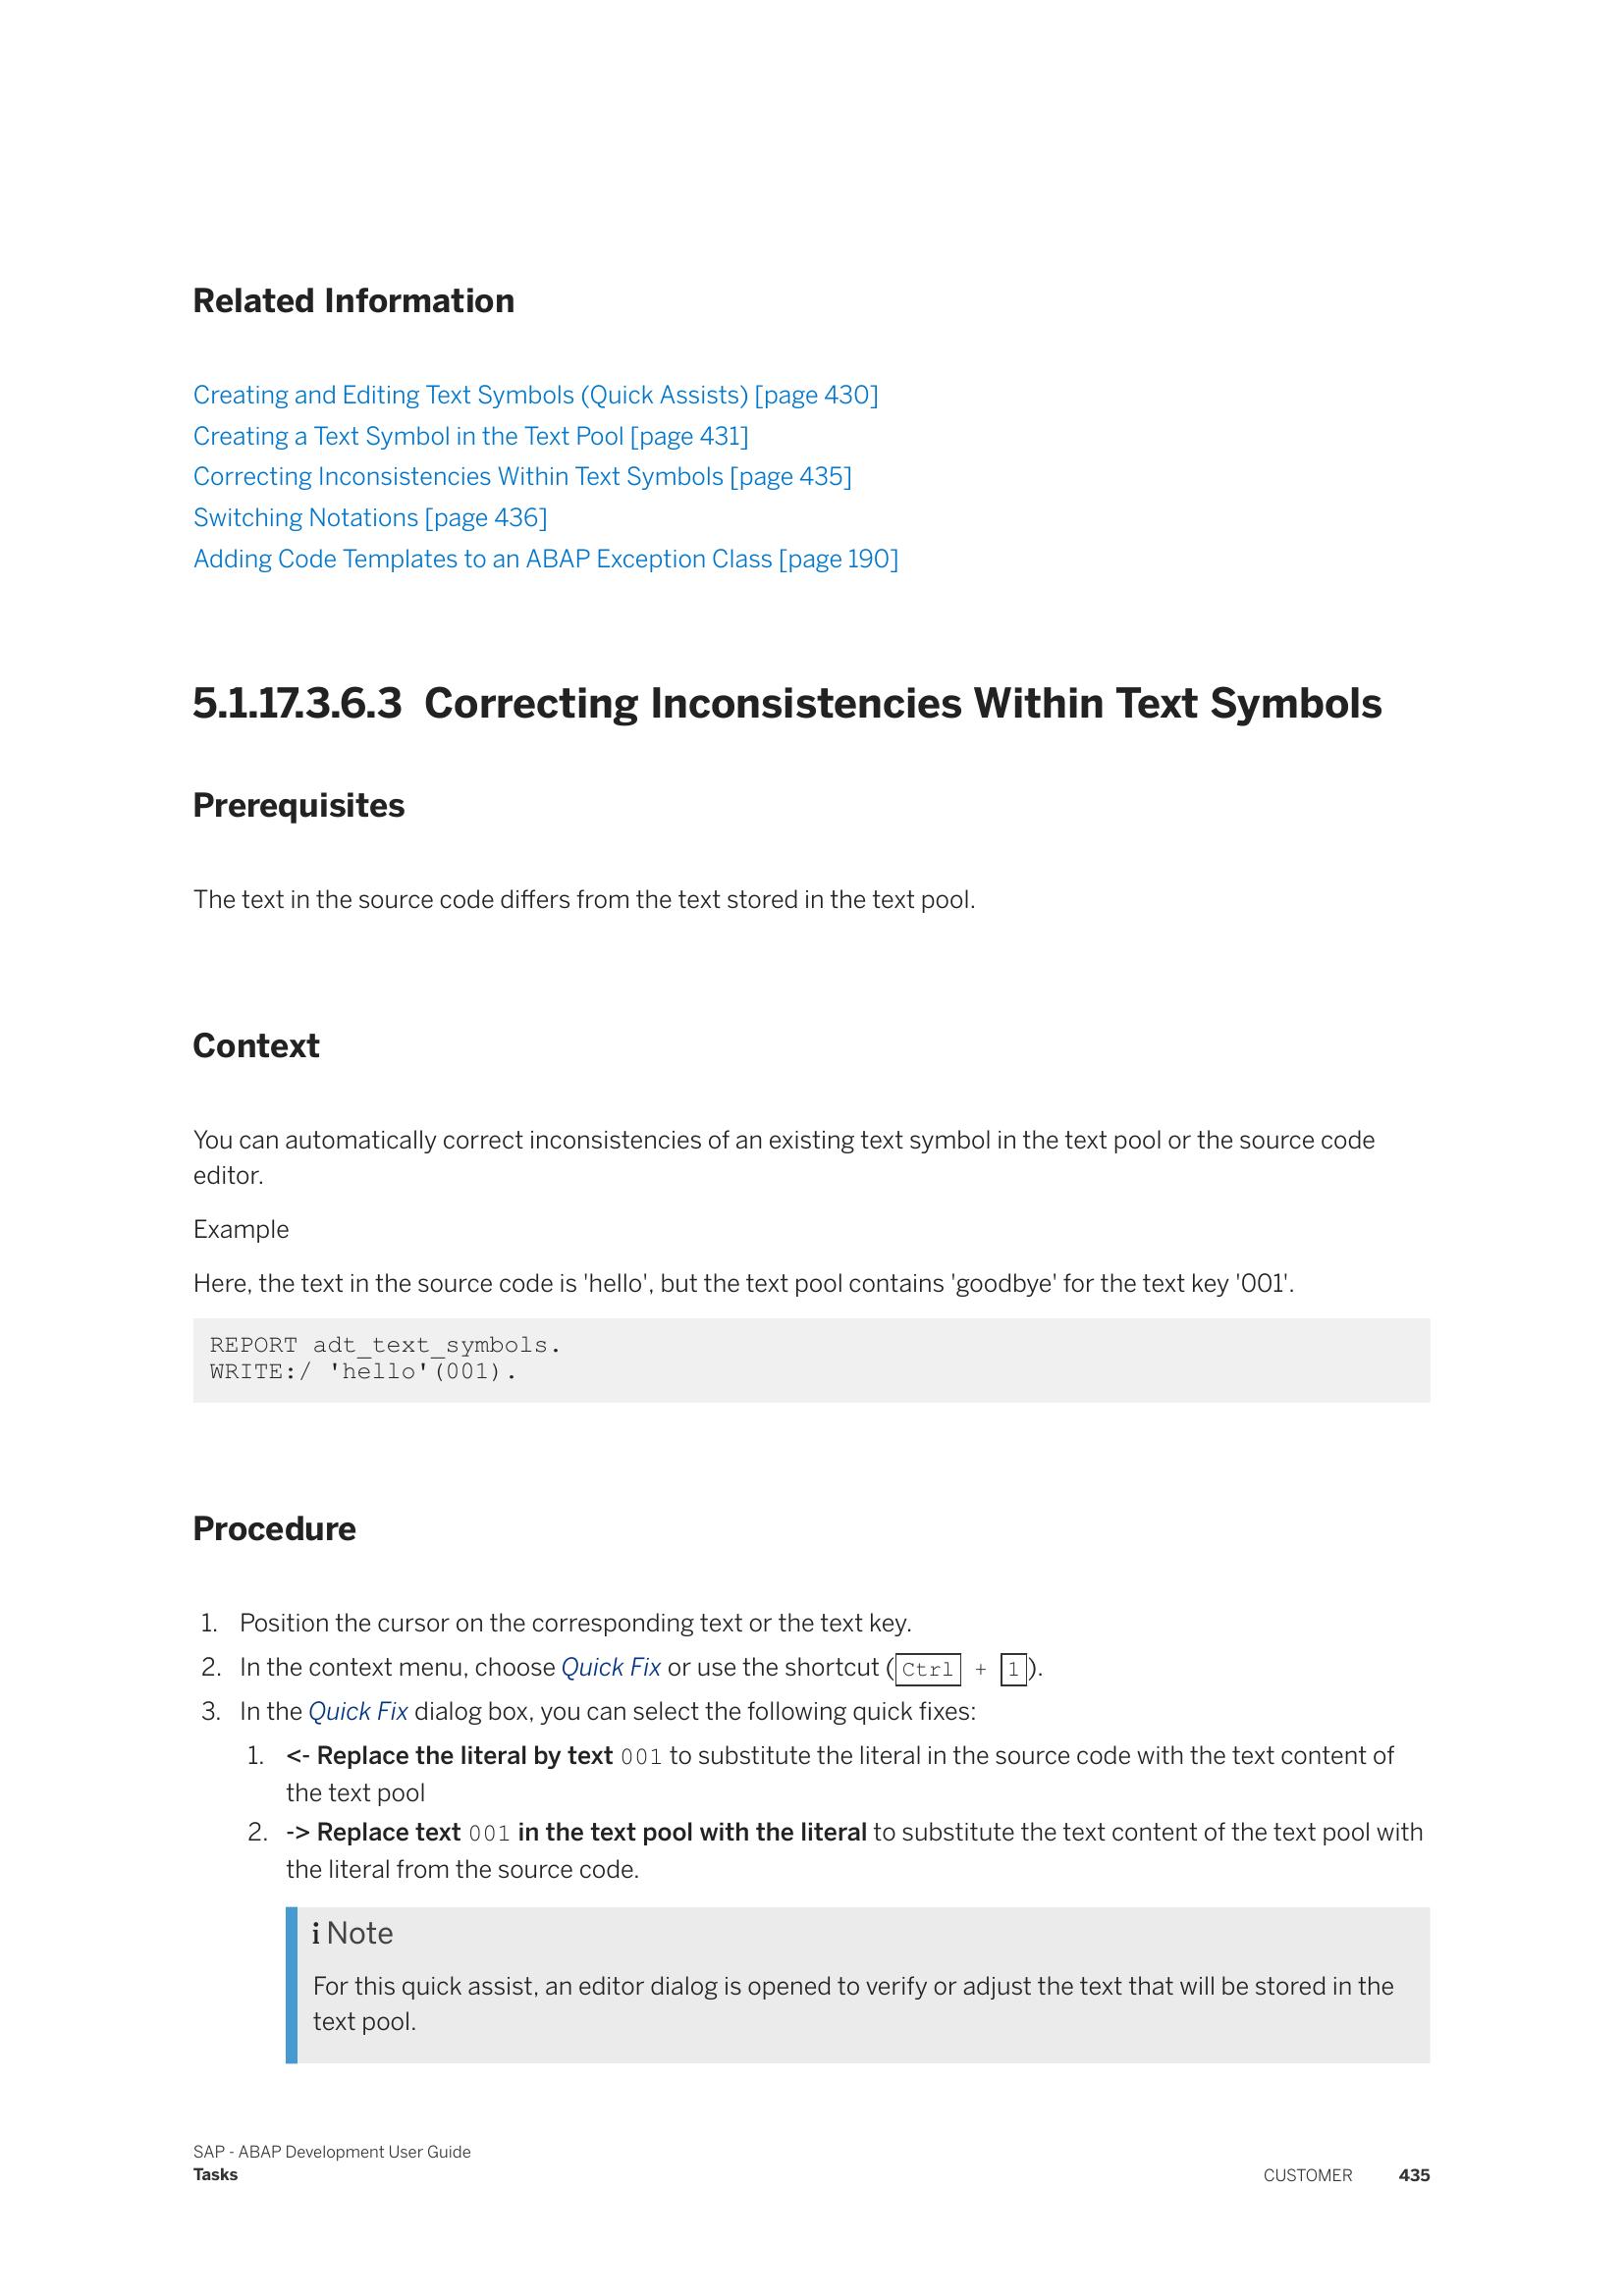 Related Information
Creating and Editing Text Symbols (Quick Assists) [page 430]
Creating a Text Symbol in the Text Pool [page 431]
Correcting Inconsistencies Within Text Symbols [page 435]
Switching Notations [page 436]
Adding Code Templates to an ABAP Exception Class [page 190]
5.1.17.3.6.3 Correcting Inconsistencies Within Text Symbols
Prerequisites
The text in the source code differs from the text stored in the text pool.
Context
You can automatically correct inconsistencies of an existing text symbol in the text pool or the source code
editor.
Example
Here, the text in the source code is 'hello', but the text pool contains 'goodbye' for the text key '001'.
REPORT adt_text_symbols.
WRITE:/ 'hello'(001).
Procedure
1. Position the cursor on the corresponding text or the text key.
2. In the context menu, choose Quick Fix or use the shortcut (Ctrl + 1).
3. In the Quick Fix dialog box, you can select the following quick fixes:
1. <- Replace the literal by text 001 to substitute the literal in the source code with the text content of
the text pool
2. -> Replace text 001 in the text pool with the literal to substitute the text content of the text pool with
the literal from the source code.
i Note
For this quick assist, an editor dialog is opened to verify or adjust the text that will be stored in the
text pool.
SAP - ABAP Development User Guide
Tasks
CUSTOMER 435